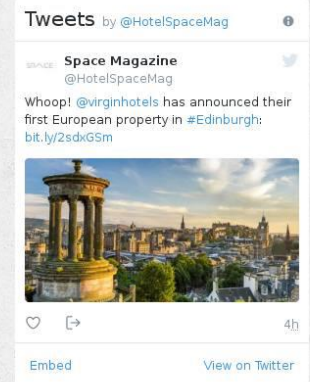 Tweets by @HotelSpaceMag
Space Magazine
@HotelSpaceMag
Whoop! @virginhotels has announced their
first European property in #Edinburgh:
bit.ly/2sdxGSm
4h
Embed
View on Twitter